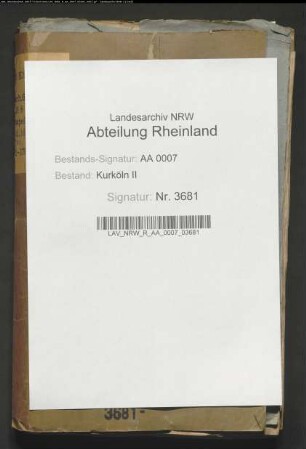 Landesarchiv NRW
Abteilung Rheinland
Bestands-Signatur: AA 0007
Bestand: Kurköln II
Signatur: Nr. 3681
LAV_NRW_R_AA_0007_03681
3681-